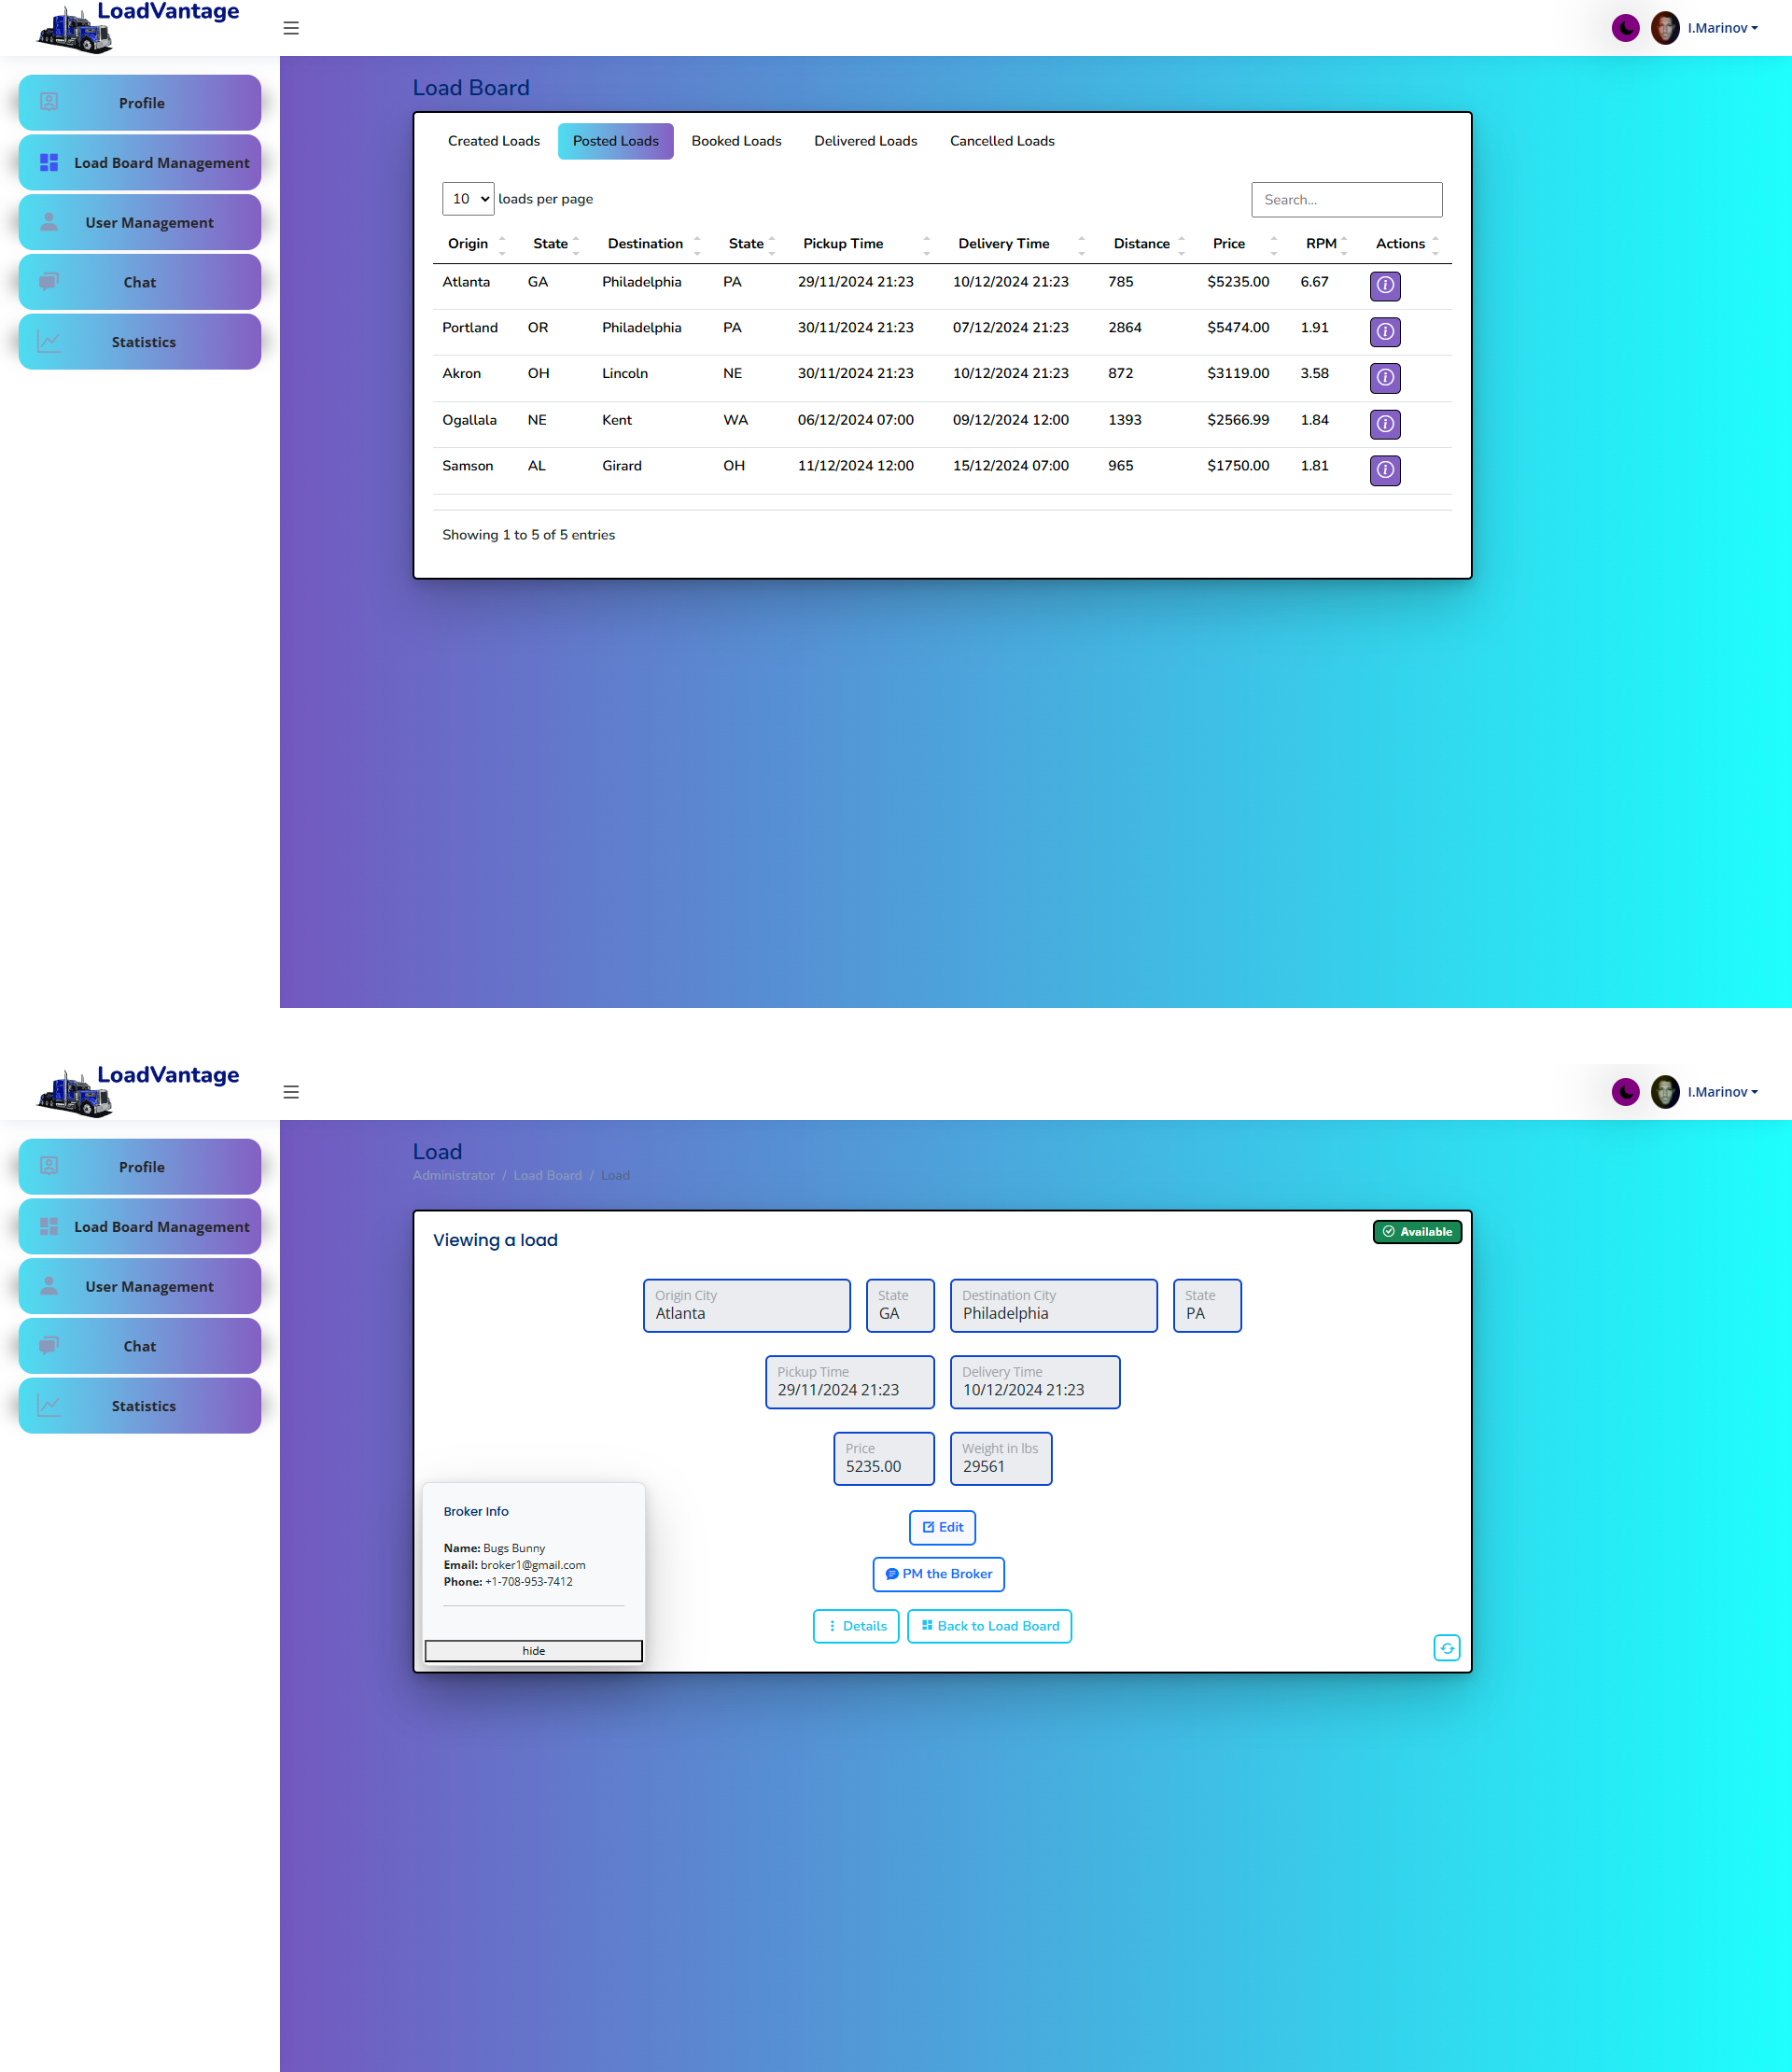 LoadVantage
I.Marinov
Profile
Load Board Management
User Management
Chat
Statistics
Load Board
Created Loads Posted Loads Booked Loads Delivered Loads Cancelled Loads
10 loads per page Search...
Origin State Destination State Pickup Time Delivery Time Distance Price RPM Actions
Atlanta GA Philadelphia PA 29/11/2024 21:23 10/12/2024 21:23 785 $5235.00 6.67
Portland OR Philadelphia PA 30/11/2024 21:23 07/12/2024 21:23 2864 $5474.00 1.91
Akron OH Lincoln NE 30/11/2024 21:23 10/12/2024 21:23 872 $3119.00 3.58
Ogallala NE Kent WA 06/12/2024 07:00 09/12/2024 12:00 1393 $2566.99 1.84
Samson AL Girard OH 11/12/2024 12:00 15/12/2024 07:00 965 $1750.00 1.81
Showing 1 to 5 of 5 entries
LoadVantage
I.Marinov
Profile
Load Board Management
User Management
Chat
Statistics
Load
Administrator / Load Board / Load
Viewing a load
Available
Origin City State Destination City State
Atlanta GA Philadelphia PA
Pickup Time Delivery Time
29/11/2024 21:23 10/12/2024 21:23
Price Weight in lbs
5235.00 29561
Broker Info
Name: Bugs Bunny
Email: broker1@gmail.com
Phone: +1-708-953-7412
hide
Edit
PM the Broker
Details Back to Load Board